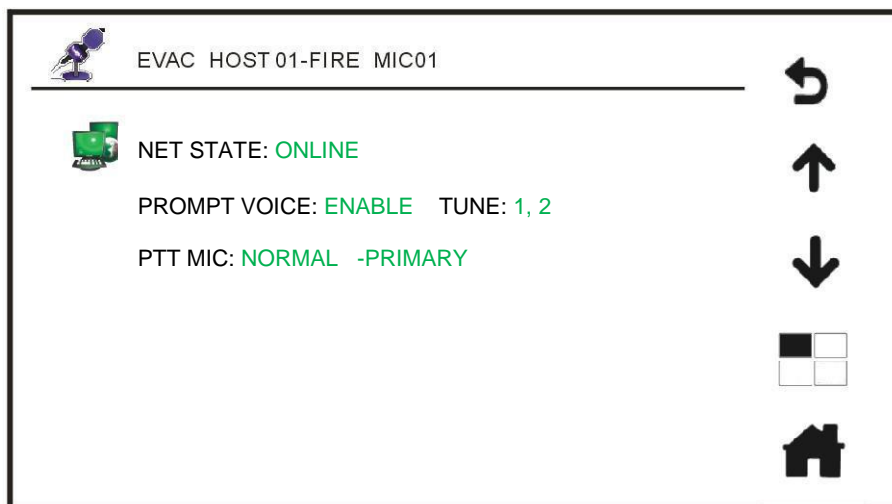 EVAC HOST 01-FIRE MIC01
NET STATE: ONLINE
PROMPT VOICE: ENABLE TUNE: 1, 2
PTT MIC: NORMAL -PRIMARY